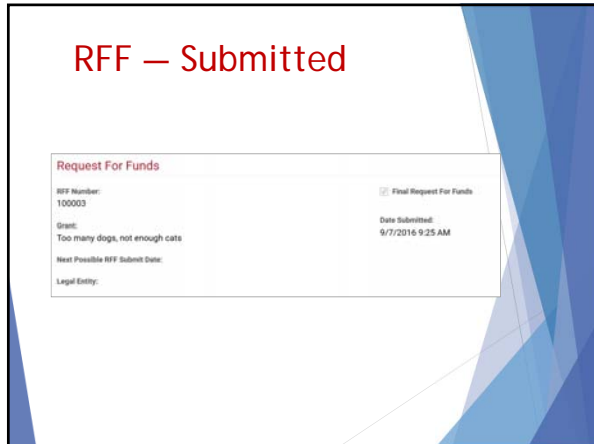 RFF — Submitted
Request For Funds
RFF Number:
100003
Final Request For Funds
Grant:
Too many dogs, not enough cats
Date Submitted:
9/7/2016 9:25 AM
Next Possible RFF Submit Date:
Legal Entity: